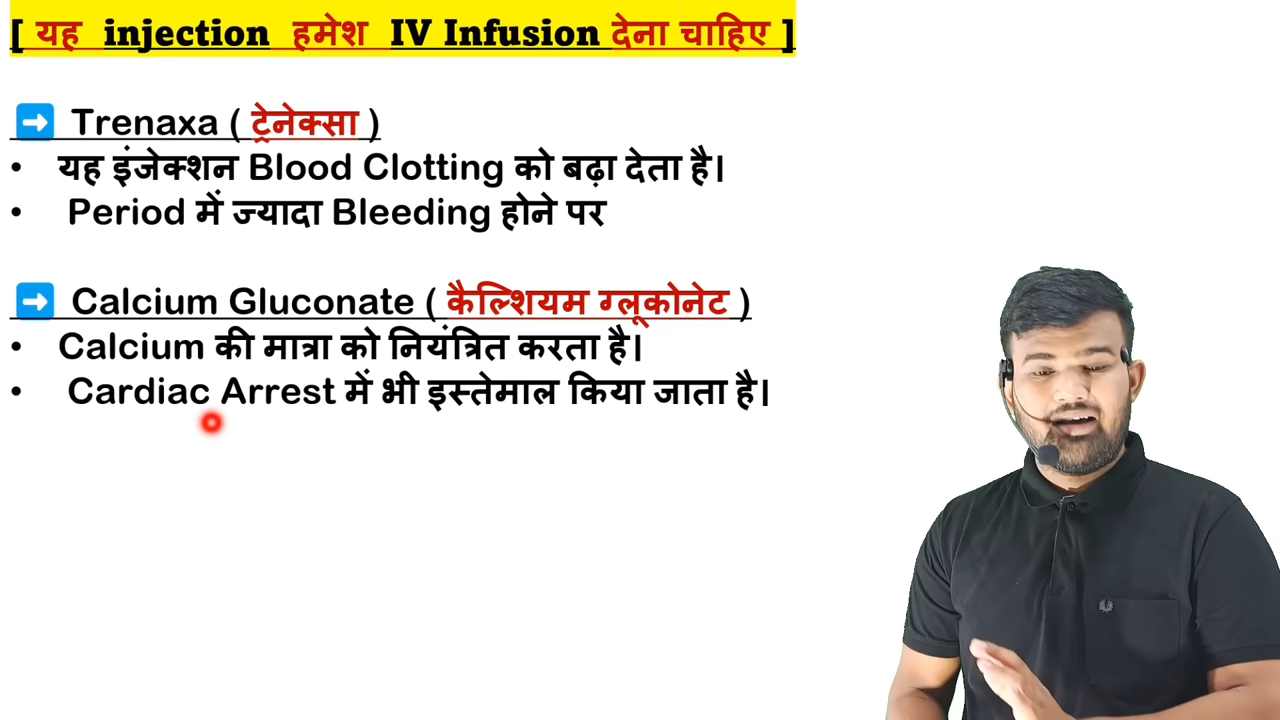 [ यह injection हमेश IV Infusion देना चाहिए ]
➡ Trenaxa ( ट्रेनेक्सा )
• यह इंजेक्शन Blood Clotting को बढ़ा देता है।
• Period में ज्यादा Bleeding होने पर
➡ Calcium Gluconate ( कैल्शियम ग्लूकोनेट )
• Calcium की मात्रा को नियंत्रित करता है।
• Cardiac Arrest में भी इस्तेमाल किया जाता है।